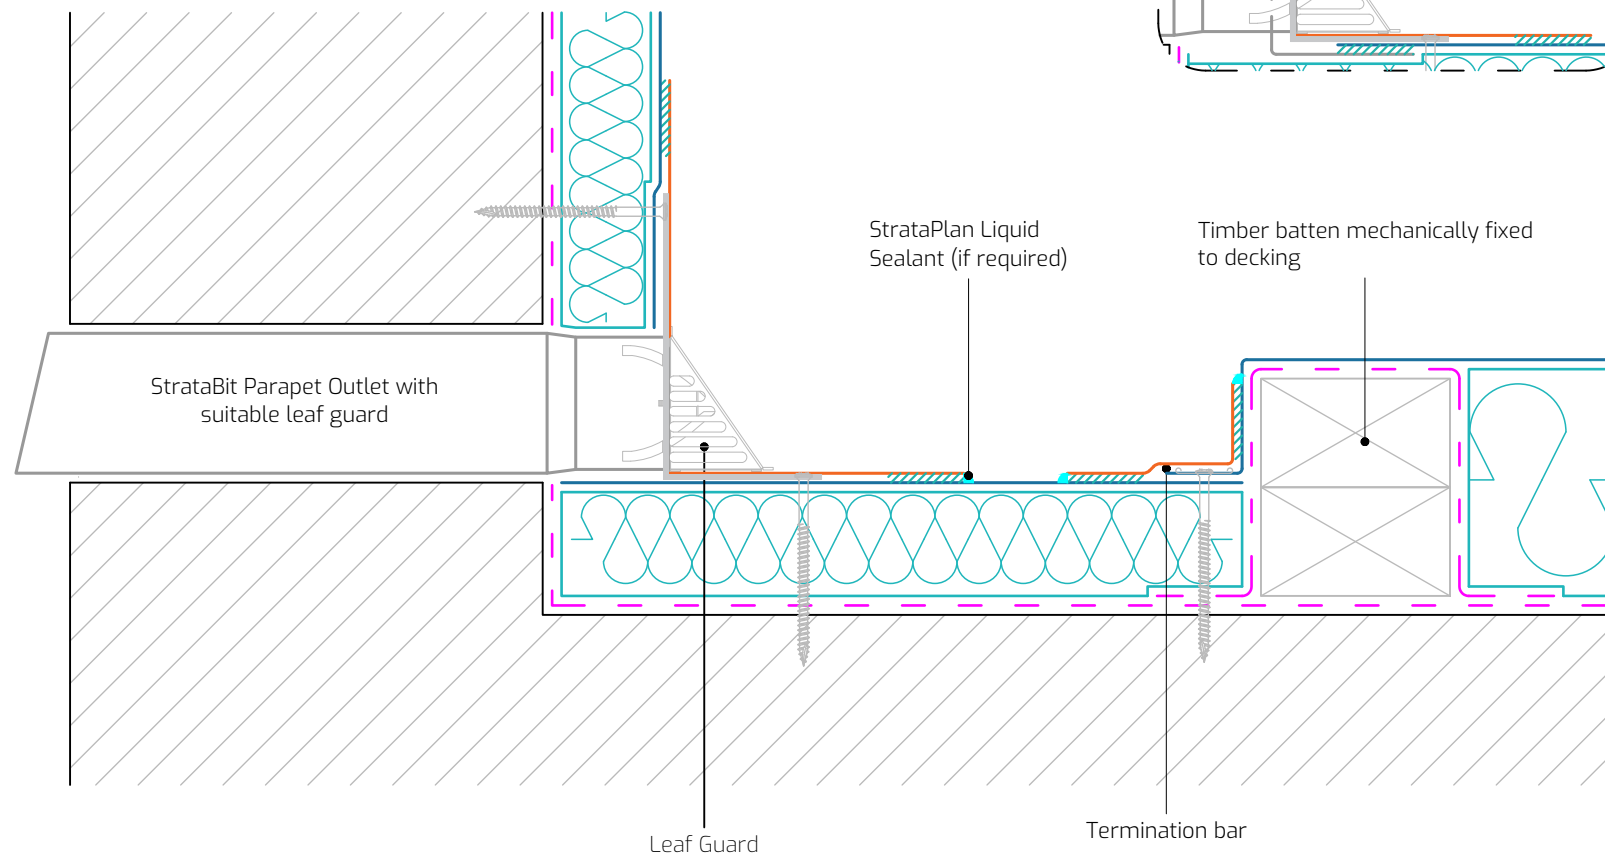 StrataPlan Liquid
Sealant (if required)
Timber batten mechanically fixed
to decking
StrataBit Parapet Outlet with
suitable leaf guard
Leaf Guard
Termination bar